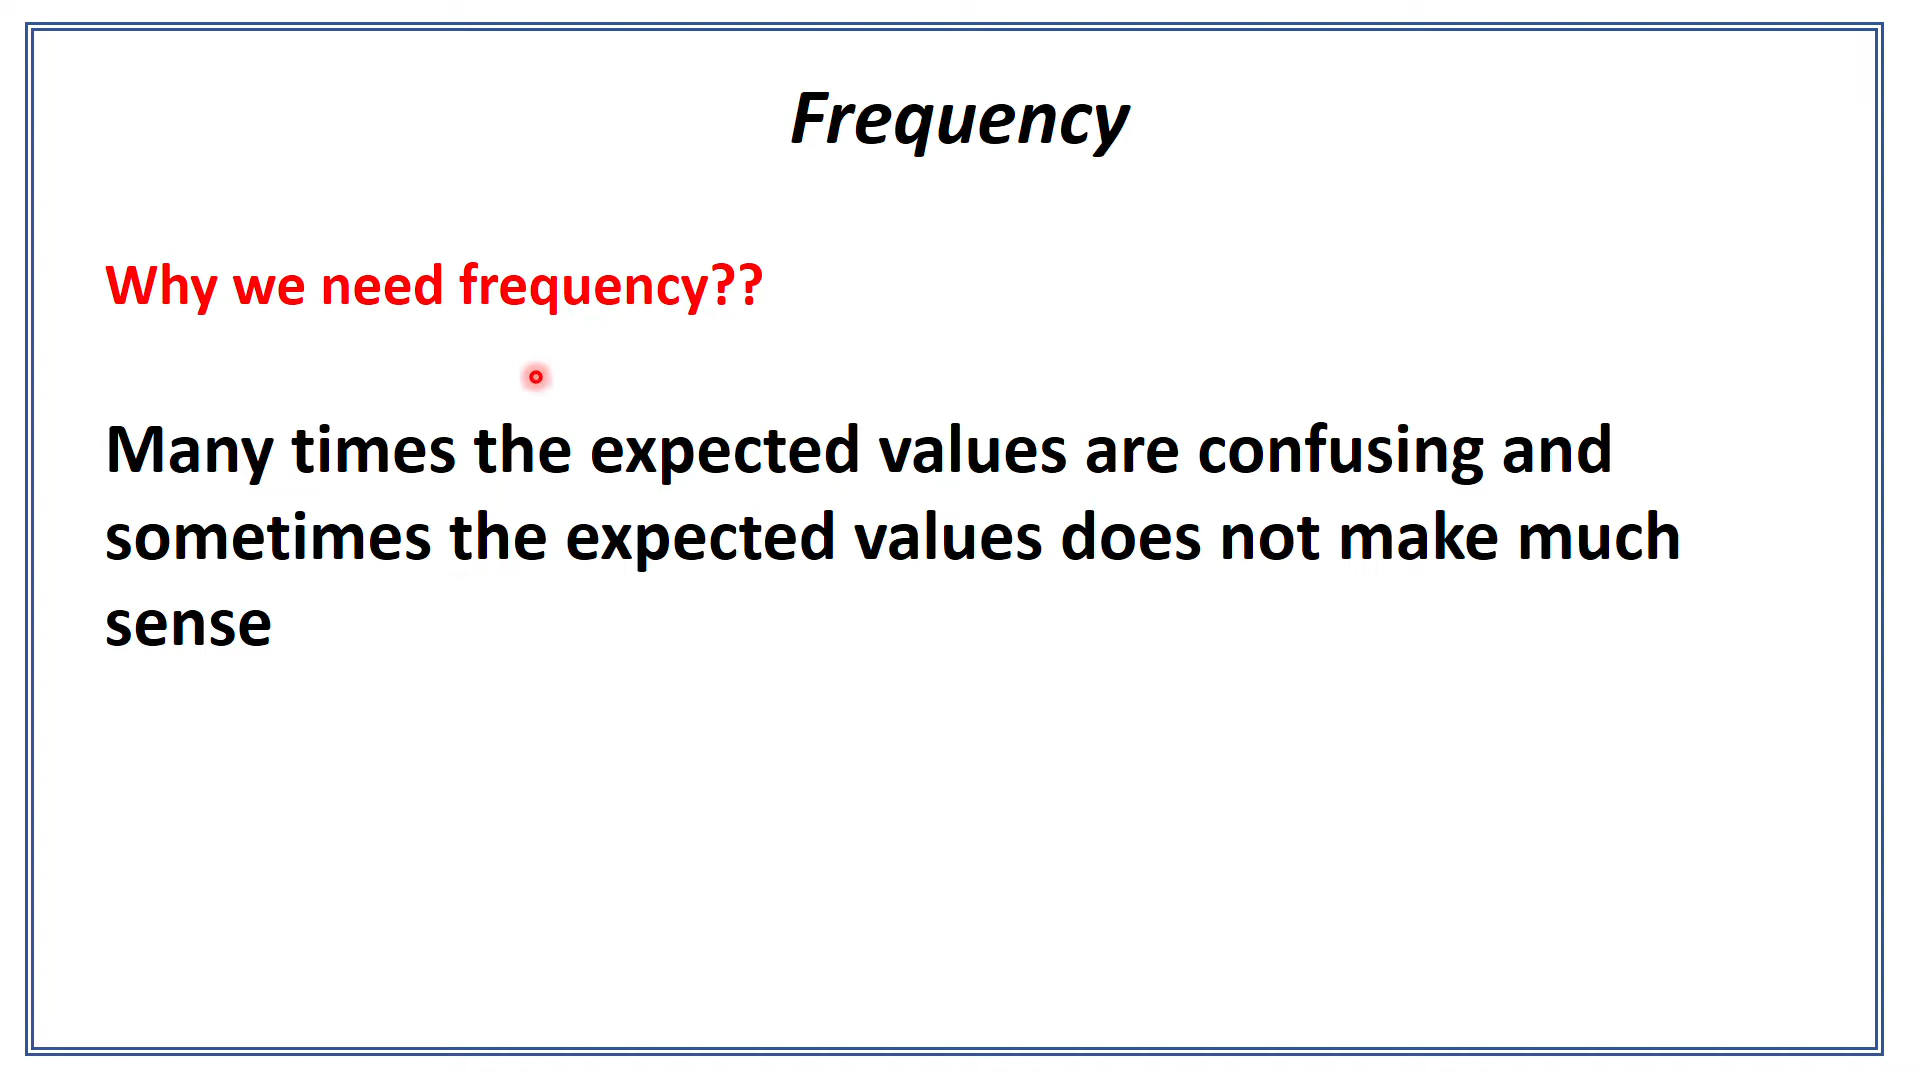 Frequency
Why we need frequency??
Many times the expected values are confusing and
sometimes the expected values does not make much
sense